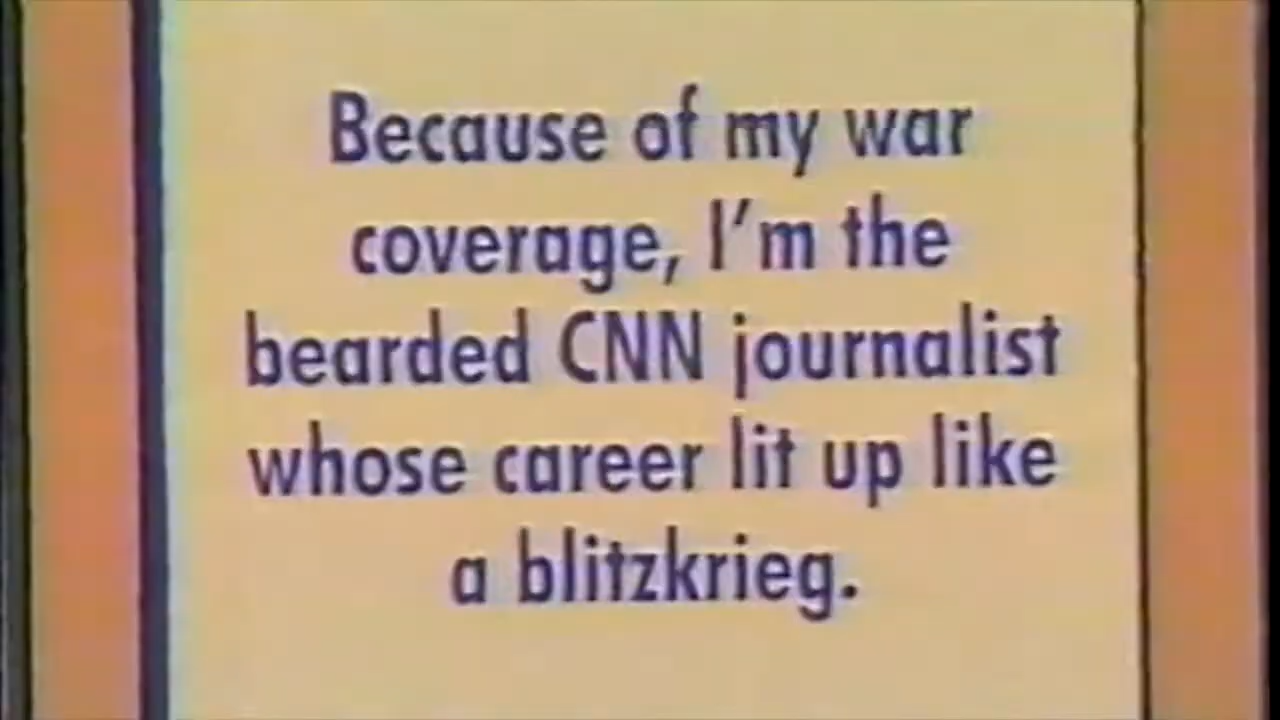 Because of my war
coverage, I'm the
bearded CNN journalist
whose career lit up like
a blitzkrieg.